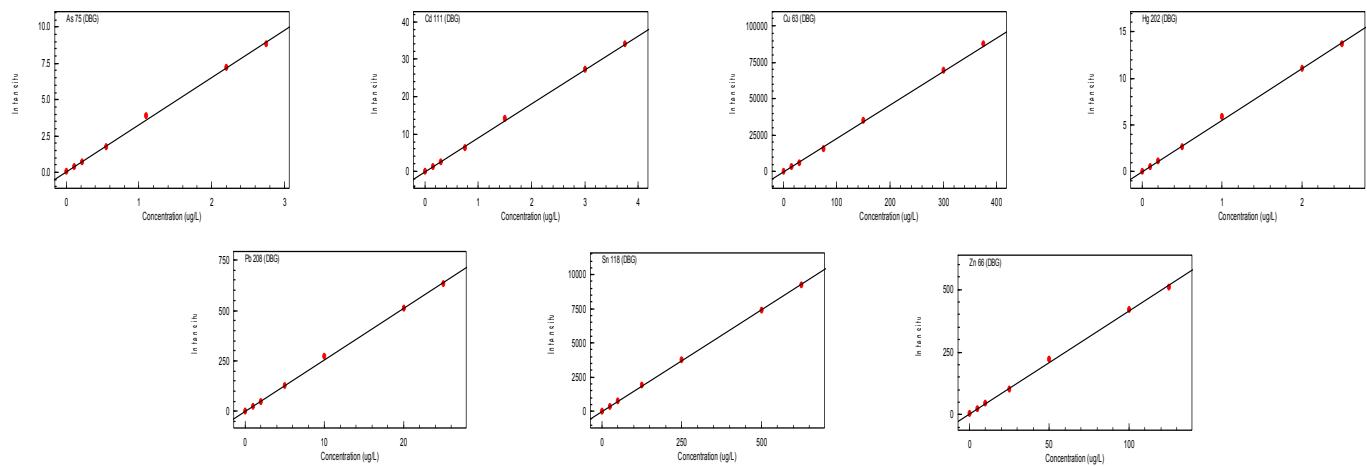 As 75 (DBG)
10.0
7.5
5.0
2.5
0.0
0 1 2 3
Concentration (ug/L)
Cd 111 (DBG)
40
30
20
10
0
0 1 2 3 4
Concentration (ug/L)
Cu 63 (DBG)
100000
75000
50000
25000
0
0 100 200 300 400
Concentration (ug/L)
Hg 202 (DBG)
15
10
5
0
0 1 2
Concentration (ug/L)
Pb 208 (DBG)
750
500
250
0
0 10 20
Concentration (ug/L)
Sn 118 (DBG)
10000
7500
5000
2500
0
0 250 500
Concentration (ug/L)
Zn 66 (DBG)
500
250
0
0 50 100
Concentration (ug/L)